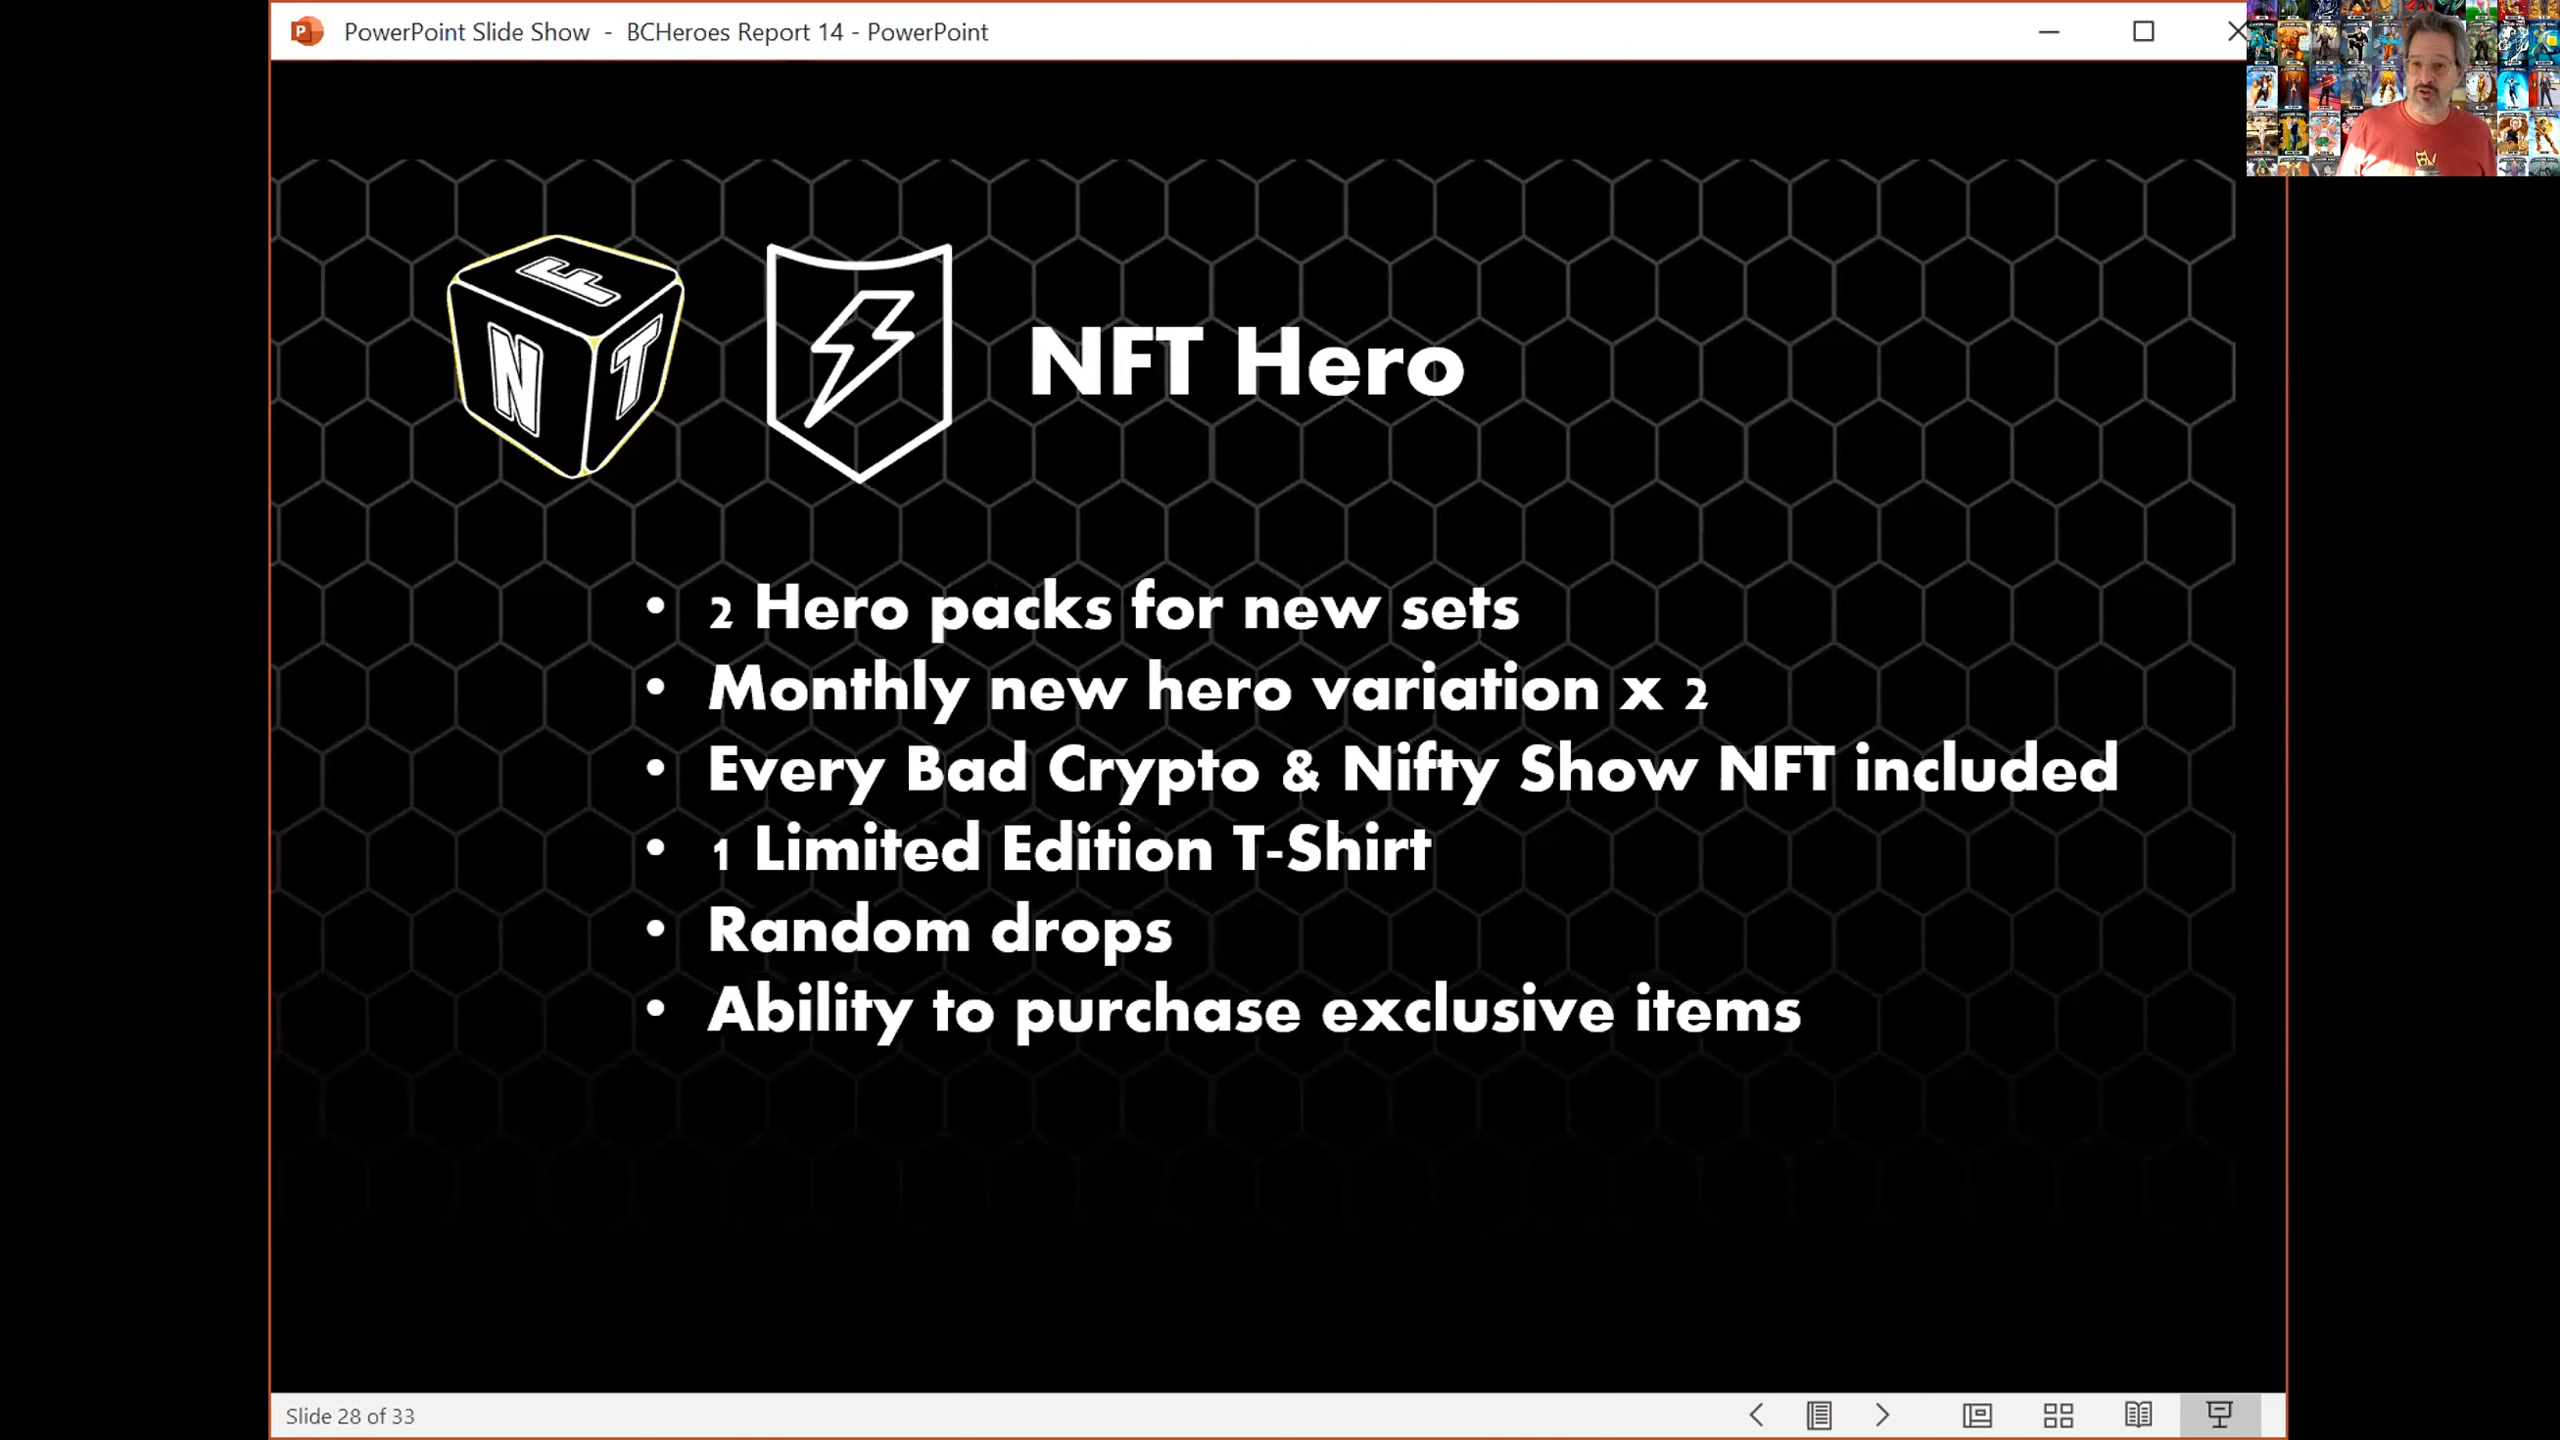 PowerPoint Slide Show - BCHeroes Report 14 - PowerPoint
F
N T
NFT Hero
• 2 Hero packs for new sets
• Monthly new hero variation x 2
• Every Bad Crypto & Nifty Show NFT included
• 1 Limited Edition T-Shirt
• Random drops
• Ability to purchase exclusive items
Slide 28 of 33